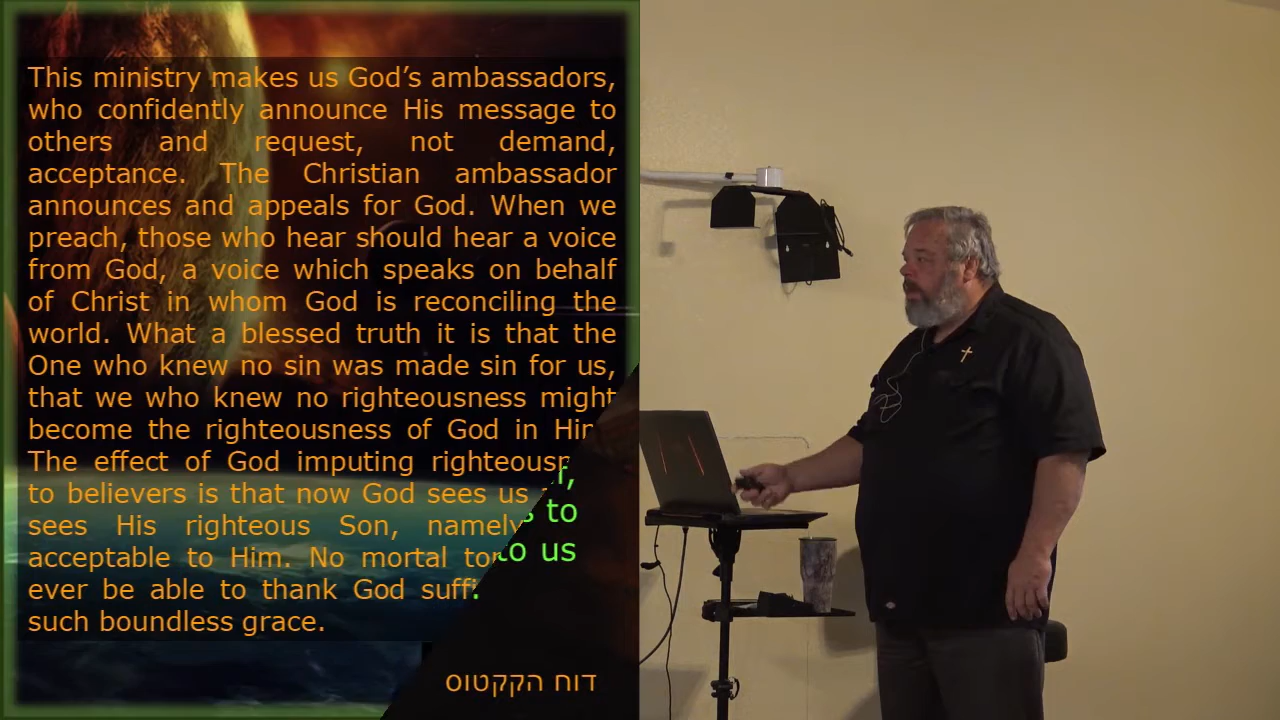 This ministry makes us God’s ambassadors,
who confidently announce His message to
others and request, not demand,
acceptance. The Christian ambassador
announces and appeals for God. When we
preach, those who hear should hear a voice
from God, a voice which speaks on behalf
of Christ in whom God is reconciling the
world. What a blessed truth it is that the
One who knew no sin was made sin for us,
that we who knew no righteousness might
become the righteousness of God in
The effect of God imputing
to believers is that now God sees us
sees His righteous Son, namely
acceptable to Him. No mortal
ever be able to thank God
such boundless grace.
to
to us
דוח הקקטוס